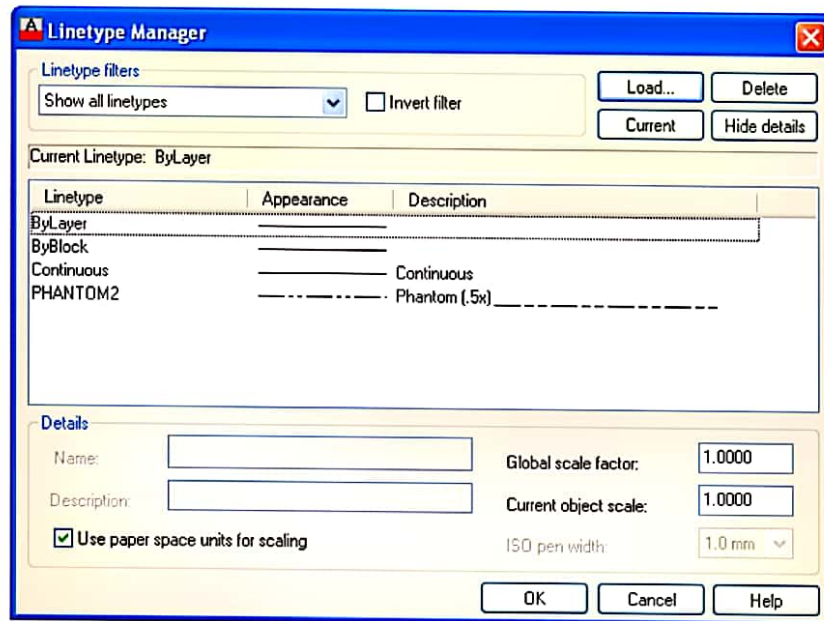 Linetype Manager
Linetype filters
Show all linetypes
Invert filter
Load...
Delete
Current
Hide details
Current Linetype: ByLayer
Linetype Appearance Description
ByLayer
ByBlock
Continuous Continuous
PHANTOM2 Phantom (.5x)
Details
Name:
Global scale factor: 1.0000
Description:
Current object scale: 1.0000
Use paper space units for scaling
ISO pen width: 1.0 mm
OK Cancel Help